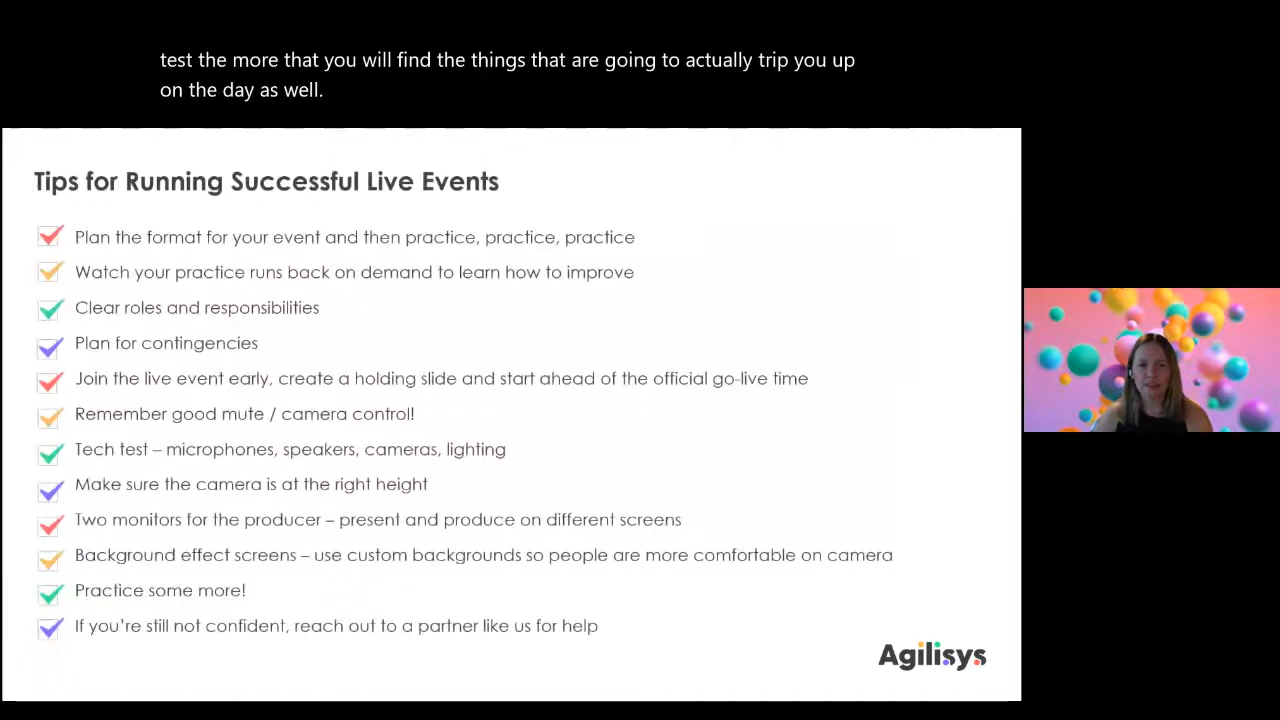 test the more that you will find the things that are going to actually trip you up
on the day as well.
Tips for Running Successful Live Events
Plan the format for your event and then practice, practice, practice
Watch your practice runs back on demand to learn how to improve
Clear roles and responsibilities
Plan for contingencies
Join the live event early, create a holding slide and start ahead of the official go-live time
Remember good mute / camera control!
Tech test – microphones, speakers, cameras, lighting
Make sure the camera is at the right height
Two monitors for the producer – present and produce on different screens
Background effect screens – use custom backgrounds so people are more comfortable on camera
Practice some more!
If you're still not confident, reach out to a partner like us for help
Agilisys